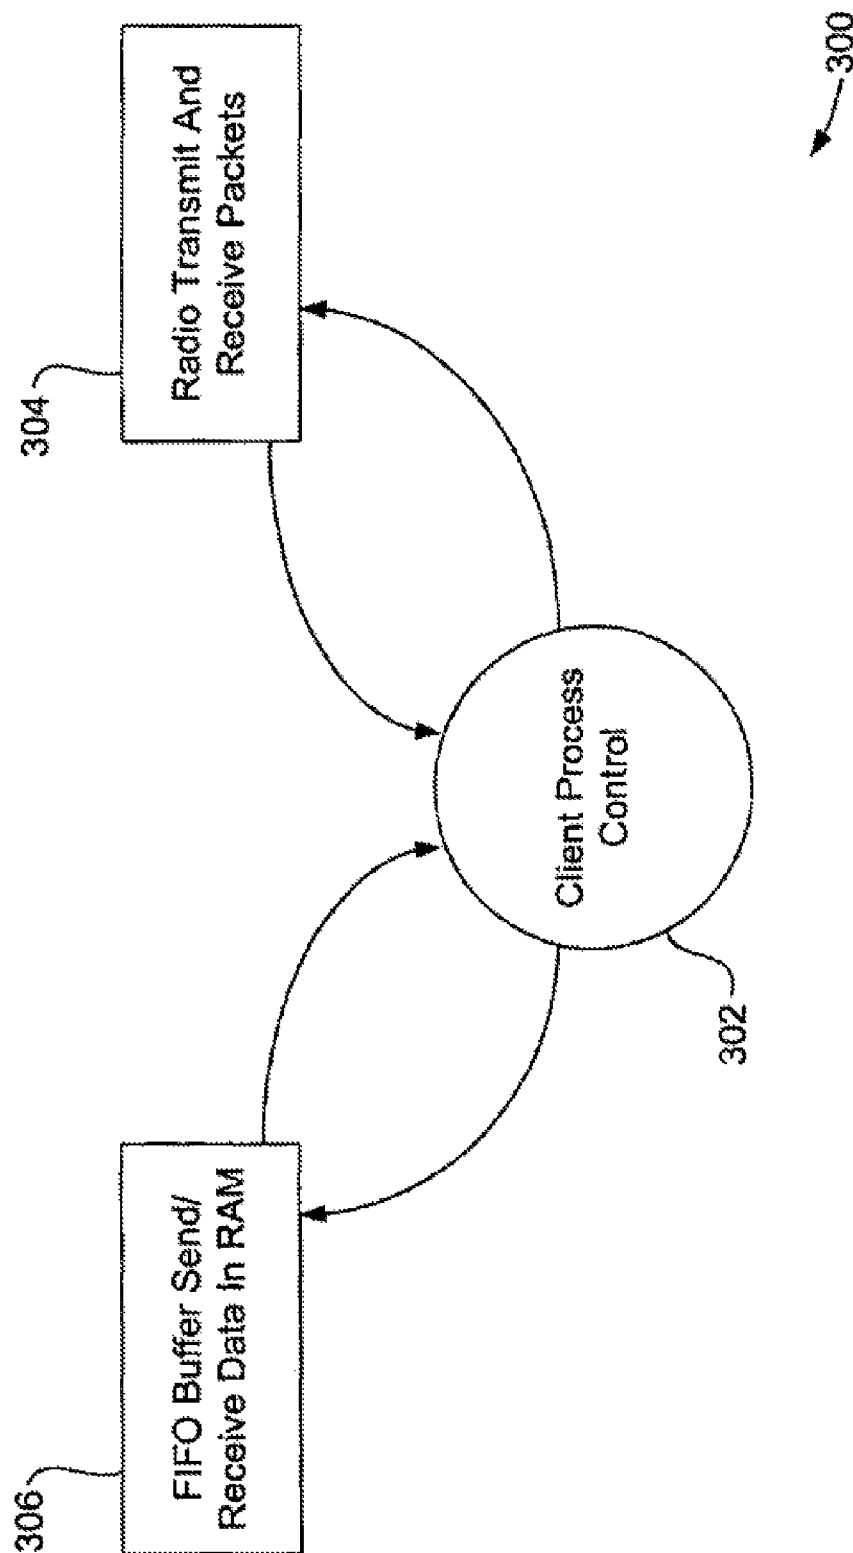 306
FIFO Buffer Send/
Receive Data In RAM
304
Radio Transmit And
Receive Packets
Client Process
Control
302
300